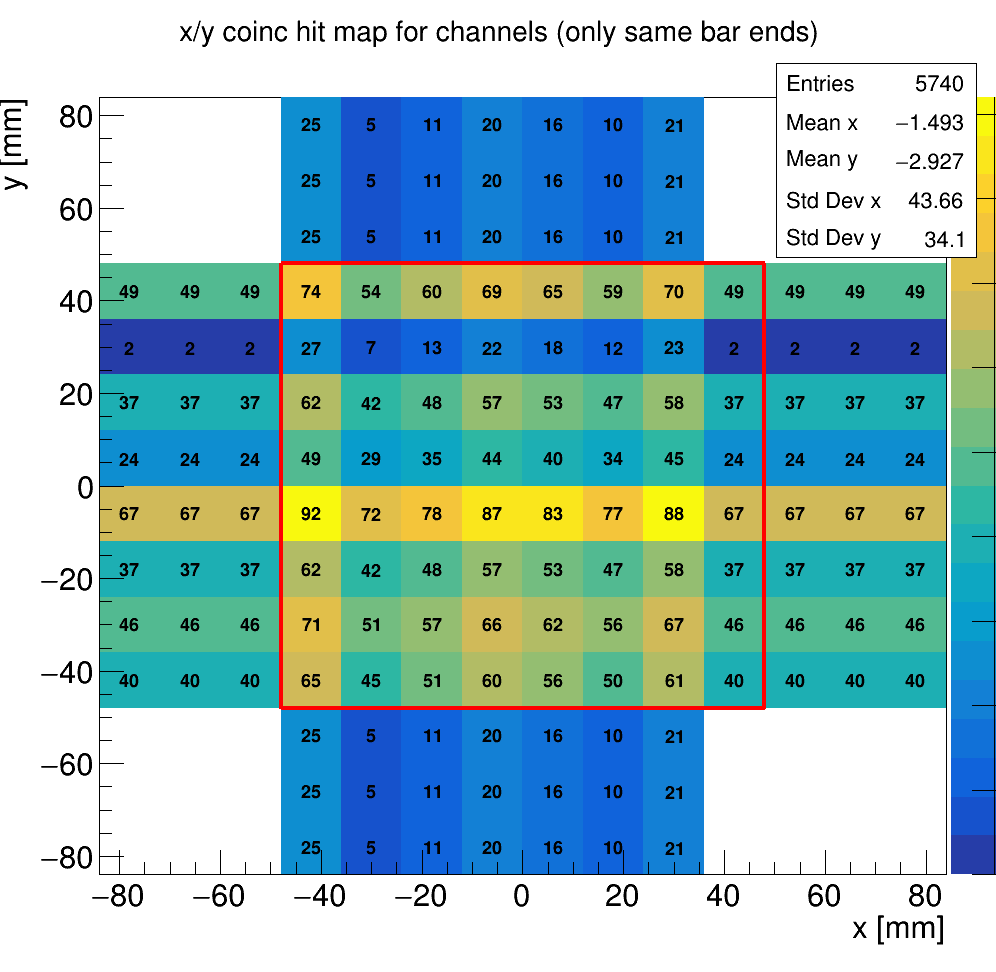 x/y coinc hit map for channels (only same bar ends)
Entries 5740
Mean x −1.493
Mean y −2.927
Std Dev x 43.66
Std Dev y 34.1
y [mm]
80
60
40
20
0
−20
−40
−60
−80
25 5 11 20 16 10 21
25 5 11 20 16 10 21
25 5 11 20 16 10 21
49 49 49 74 54 60 69 65 59 70 49 49 49 49
2 2 2 27 7 13 22 18 12 23 2 2 2 2
37 37 37 62 42 48 57 53 47 58 37 37 37 37
24 24 24 49 29 35 44 40 34 45 24 24 24 24
67 67 67 92 72 78 87 83 77 88 67 67 67 67
37 37 37 62 42 48 57 53 47 58 37 37 37 37
46 46 46 71 51 57 66 62 56 67 46 46 46 46
40 40 40 65 45 51 60 56 50 61 40 40 40 40
25 5 11 20 16 10 21
25 5 11 20 16 10 21
25 5 11 20 16 10 21
−80 −60 −40 −20 0 20 40 60 80
x [mm]